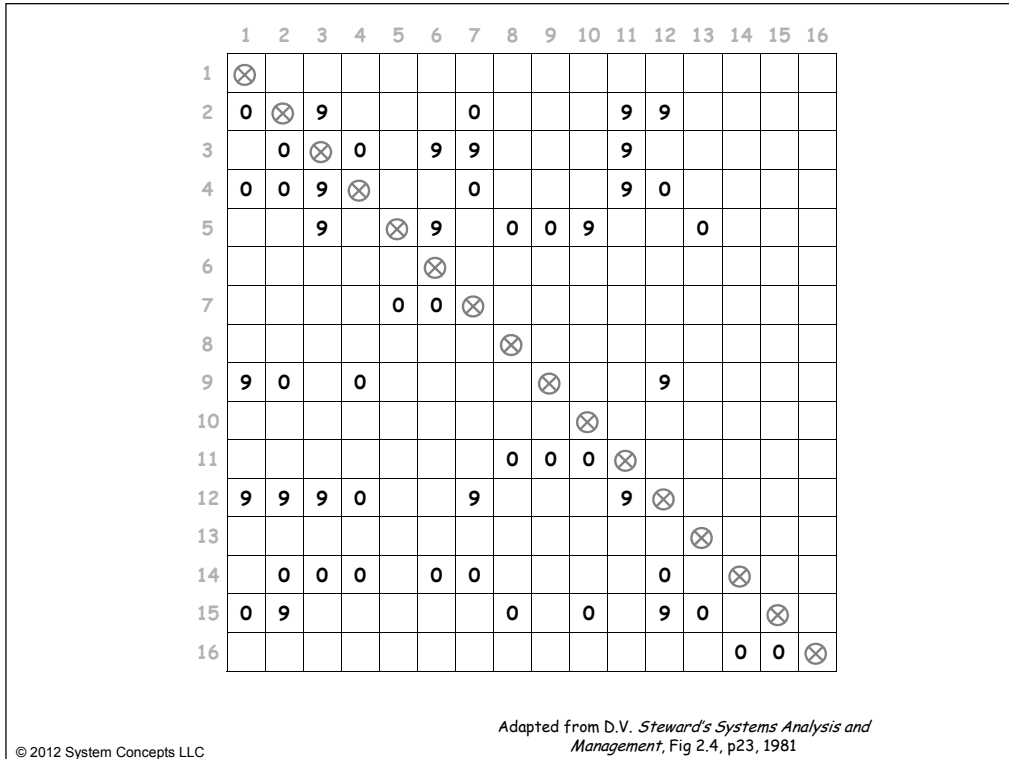 1 2 3 4 5 6 7 8 9 10 11 12 13 14 15 16
1
2 0 9 0 9 9
3 0 0 9 9 9
4 0 0 9 0 9 0
5 9 9 0 0 9 0
6
7 0 0
8
9 9 0 0 9
10
11 0 0 0
12 9 9 9 0 9 9
13
14 0 0 0 0 0 0
15 0 9 0 0 9 0
16 0 0
Adapted from D.V. Steward's Systems Analysis and
Management, Fig 2.4, p23, 1981
© 2012 System Concepts LLC